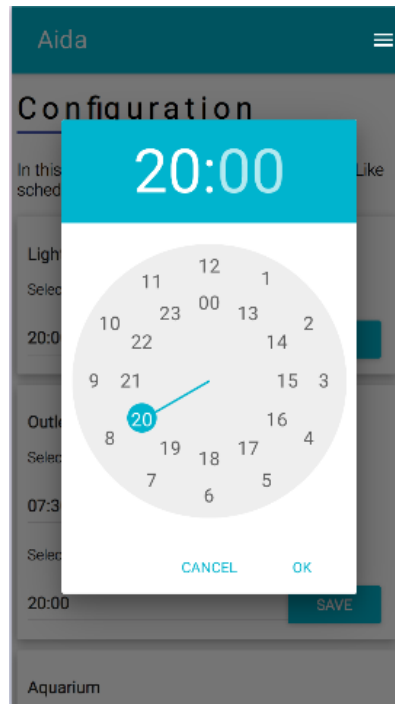 Aida
Configuration
In this Like
sched
20:00
12
11 1
00
23 13
10 2
22 14
9 21 15 3
20 16
8 4
19 17
18
7 5
6
CANCEL OK
Ligh
Selec
20:0
Outle
Selec
07:3
Selec
20:00 SAVE
Aquarium